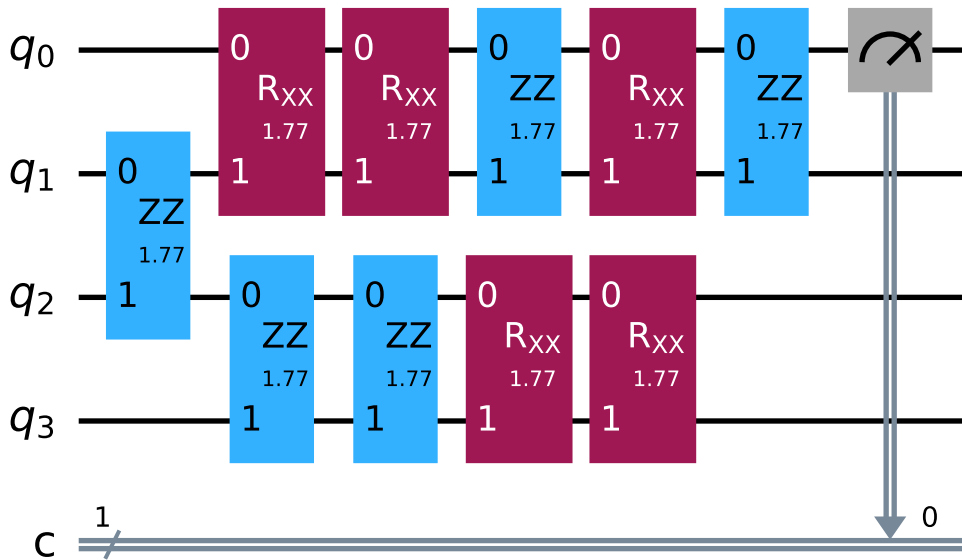 q0 0 0 0 0 0
RXX RXX ZZ RXX ZZ
1.77 1.77 1.77 1.77 1.77
q1 0 1 1 1 1 1
ZZ
1.77
q2 1 0 0 0 0
ZZ ZZ RXX RXX
1.77 1.77 1.77 1.77
q3 1 1 1 1
1 0
c